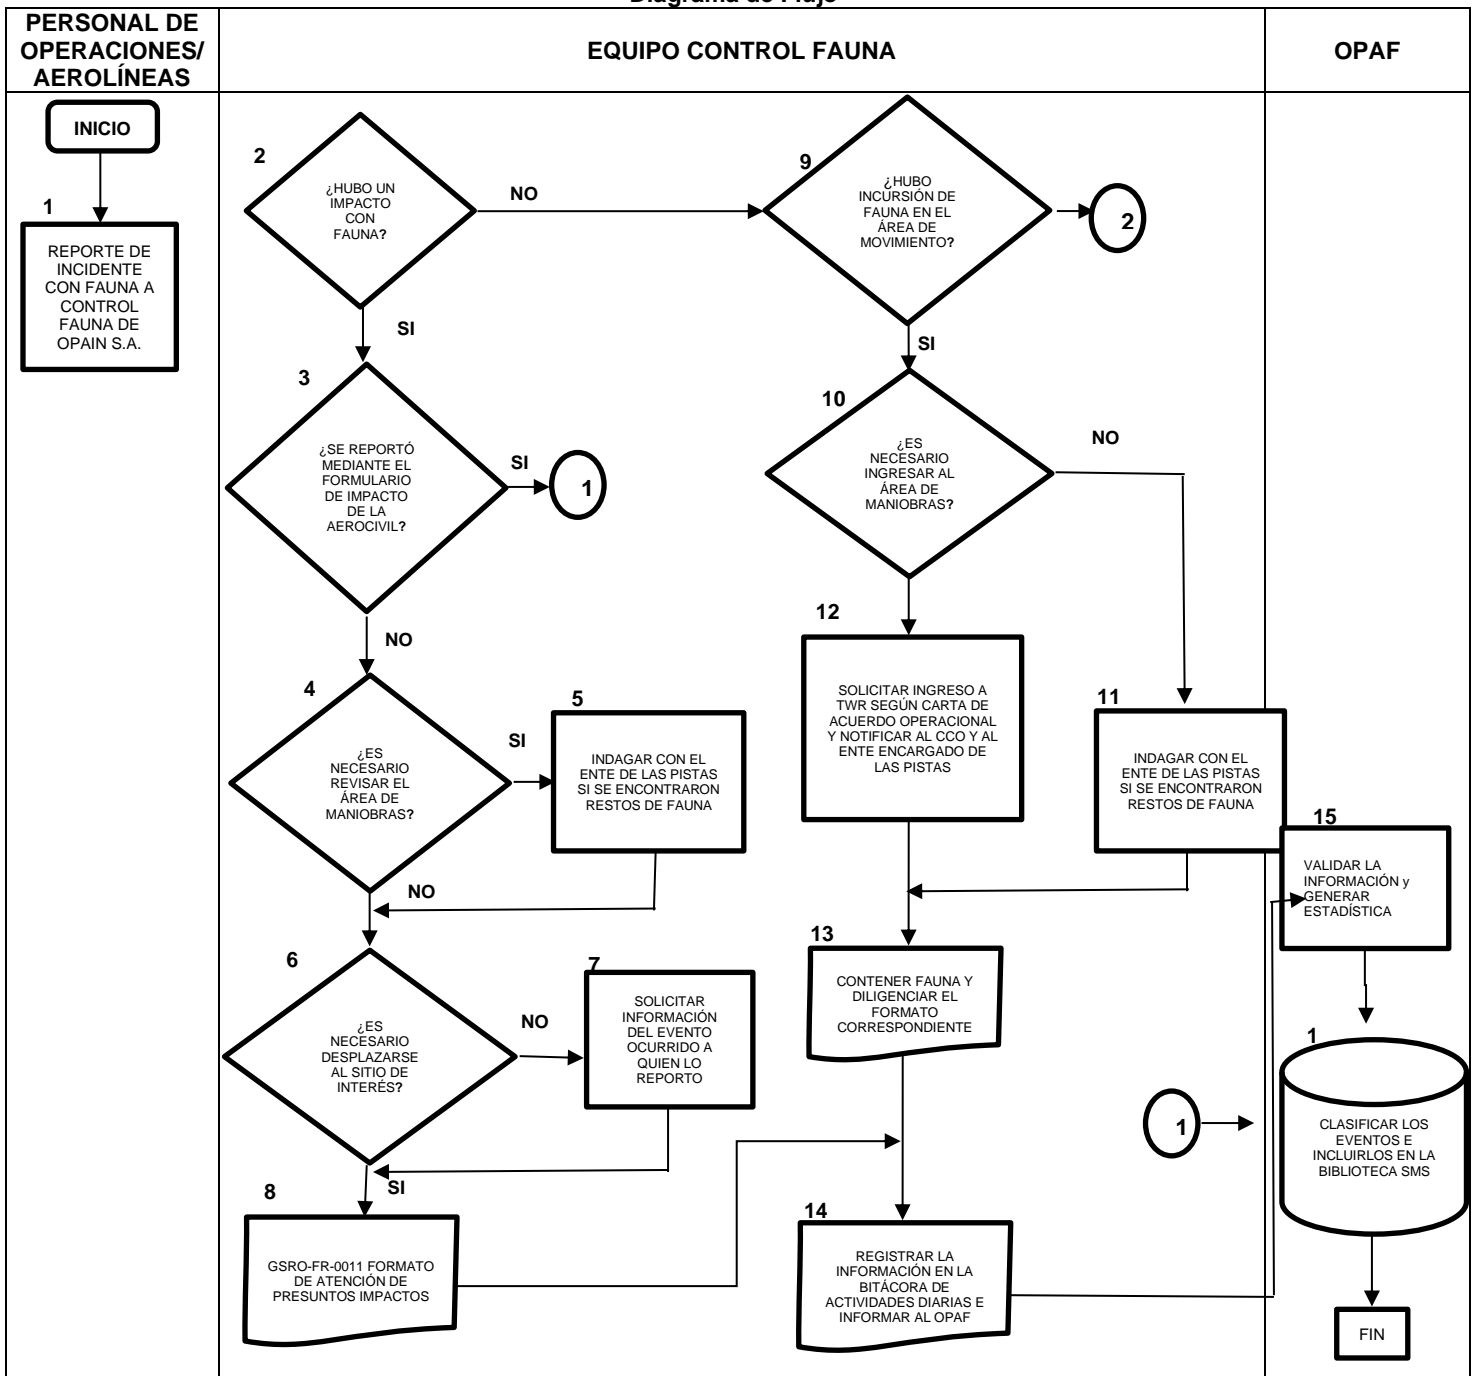 Diagrama de Flujo
PERSONAL DE
OPERACIONES/
AEROLÍNEAS
EQUIPO CONTROL FAUNA
OPAF
INICIO
1
REPORTE DE
INCIDENTE
CON FAUNA A
CONTROL
FAUNA DE
OPAIN S.A.
2
¿HUBO UN
IMPACTO
CON
FAUNA?
NO
SI
9
¿HUBO
INCURSIÓN DE
FAUNA EN EL
ÁREA DE
MOVIMIENTO?
2
SI
3
¿SE REPORTÓ
MEDIANTE EL
FORMULARIO
DE IMPACTO
DE LA
AEROCIVIL?
SI
1
NO
10
¿ES
NECESARIO
INGRESAR AL
ÁREA DE
MANIOBRAS?
NO
4
¿ES
NECESARIO
REVISAR EL
ÁREA DE
MANIOBRAS?
SI
NO
5
INDAGAR CON EL
ENTE DE LAS PISTAS
SI SE ENCONTRARON
RESTOS DE FAUNA
12
SOLICITAR INGRESO A
TWR SEGÚN CARTA DE
ACUERDO OPERACIONAL
Y NOTIFICAR AL CCO Y AL
ENTE ENCARGADO DE
LAS PISTAS
11
INDAGAR CON EL
ENTE DE LAS PISTAS
SI SE ENCONTRARON
RESTOS DE FAUNA
15
VALIDAR LA
INFORMACIÓN y
GENERAR
ESTADÍSTICA
6
¿ES
NECESARIO
DESPLAZARSE
AL SITIO DE
INTERÉS?
NO
SI
7
SOLICITAR
INFORMACIÓN
DEL EVENTO
OCURRIDO A
QUIEN LO
REPORTO
13
CONTENER FAUNA Y
DILIGENCIAR EL
FORMATO
CORRESPONDIENTE
1
1
CLASIFICAR LOS
EVENTOS E
INCLUIRLOS EN LA
BIBLIOTECA SMS
8
GSRO-FR-0011 FORMATO
DE ATENCIÓN DE
PRESUNTOS IMPACTOS
14
REGISTRAR LA
INFORMACIÓN EN LA
BITÁCORA DE
ACTIVIDADES DIARIAS E
INFORMAR AL OPAF
FIN